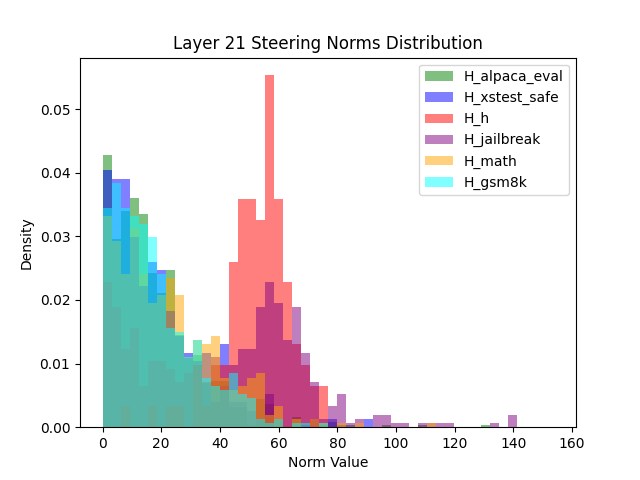 Layer 21 Steering Norms Distribution
H_alpaca_eval
H_xstest_safe
H_h
H_jailbreak
H_math
H_gsm8k
Density
0.05
0.04
0.03
0.02
0.01
0.00
0 20 40 60 80 100 120 140 160
Norm Value